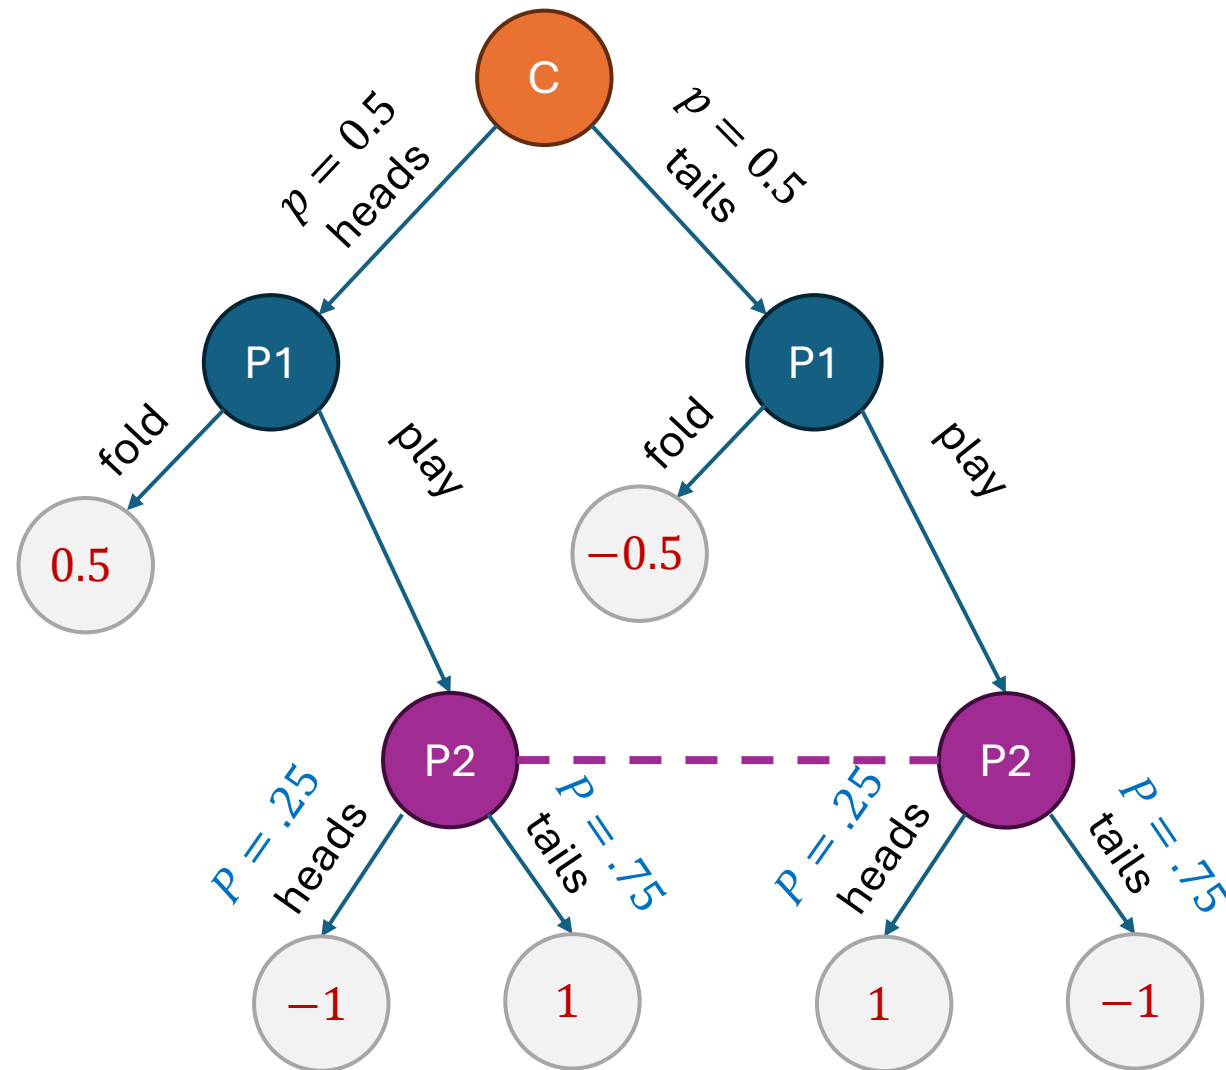 C
p = 0.5
heads
p = 0.5
tails
P1
P1
fold
play
fold
play
0.5
−0.5
P2
P2
P = .25
heads
P = .75
tails
P = .25
heads
P = .75
tails
−1
1
1
−1